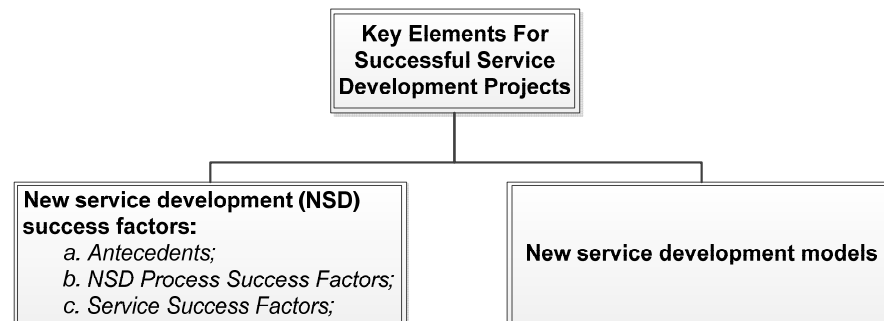 Key Elements For
Successful Service
Development Projects
New service development (NSD)
success factors:
a. Antecedents;
b. NSD Process Success Factors;
c. Service Success Factors;
New service development models